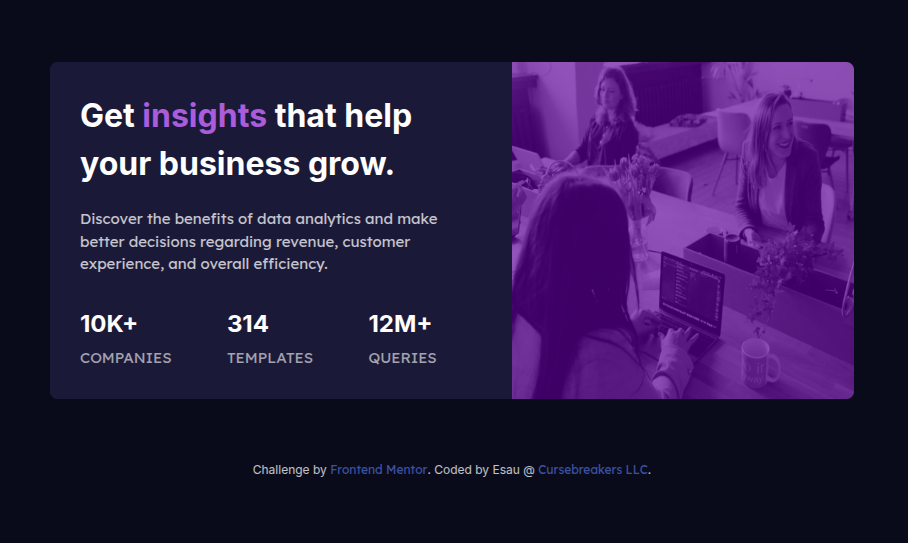 Get insights that help
your business grow.
Discover the benefits of data analytics and make
better decisions regarding revenue, customer
experience, and overall efficiency.
10K+ 314 12M+
COMPANIES TEMPLATES QUERIES
Challenge by Frontend Mentor. Coded by Esau @ Cursebreakers LLC.